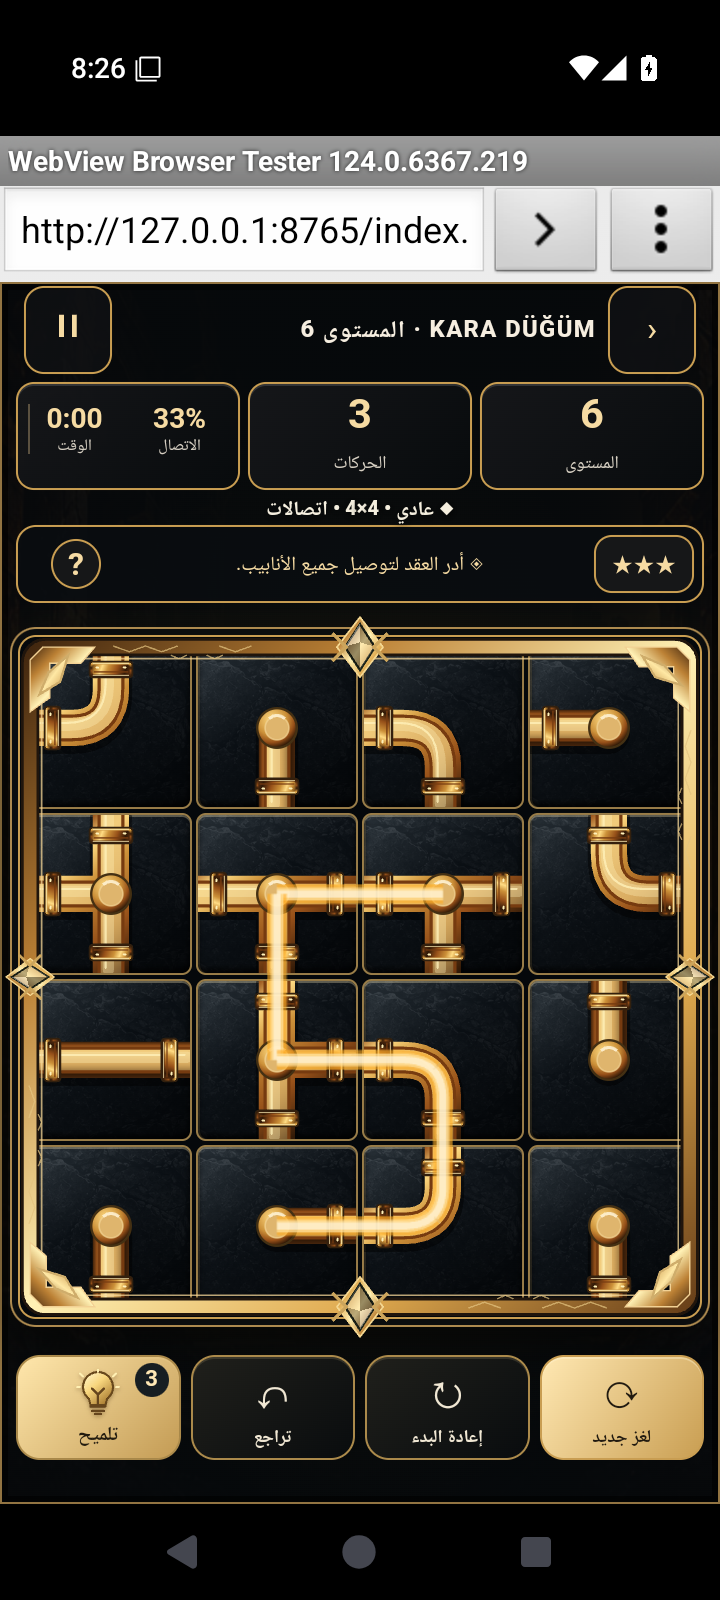 8:26
WebView Browser Tester 124.0.6367.219
http://127.0.0.1:8765/index.
KARA DÜĞÜM · المستوى 6
›
6
المستوى
3
الحركات
33%
الاتصال
0:00
الوقت
◆ عادي • 4×4 • اتصالات
★★★
◈ أدر العقد لتوصيل جميع الأنابيب.
?
لغز جديد
إعادة البدء
تراجع
3
تلميح